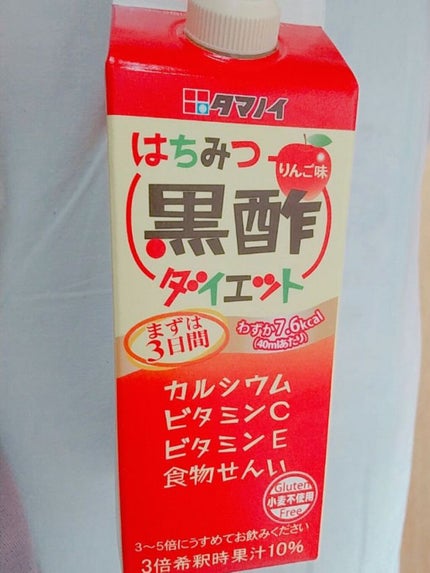 タマノイ
はちみつ
りんご味
黒酢
ダイエット
まずは
3日間
わずか7.6kcal
(40mlあたり)
カルシウム
ビタミンC
ビタミンE
食物せんい
Gluten
小麦不使用
Free
3～5倍にうすめてお飲みください
3倍希釈時果汁10%